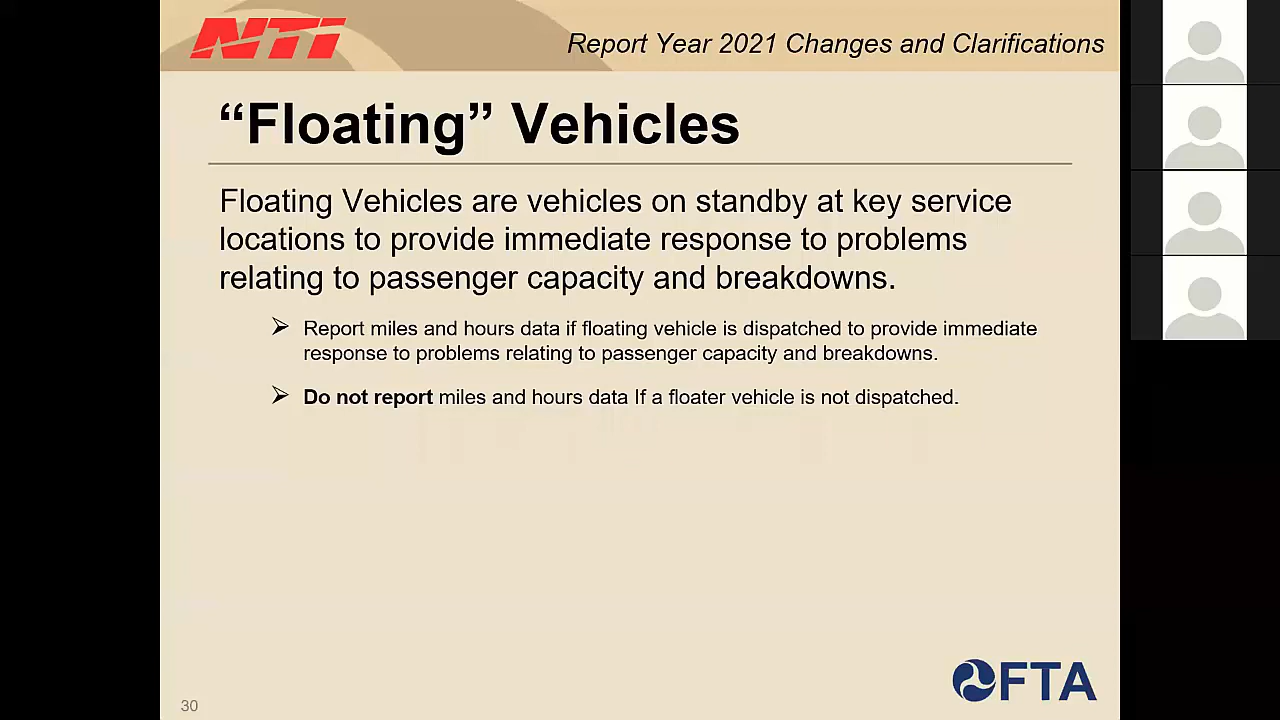 NTI
Report Year 2021 Changes and Clarifications
“Floating” Vehicles
Floating Vehicles are vehicles on standby at key service
locations to provide immediate response to problems
relating to passenger capacity and breakdowns.
Report miles and hours data if floating vehicle is dispatched to provide immediate
response to problems relating to passenger capacity and breakdowns.
Do not report miles and hours data If a floater vehicle is not dispatched.
FTA
30